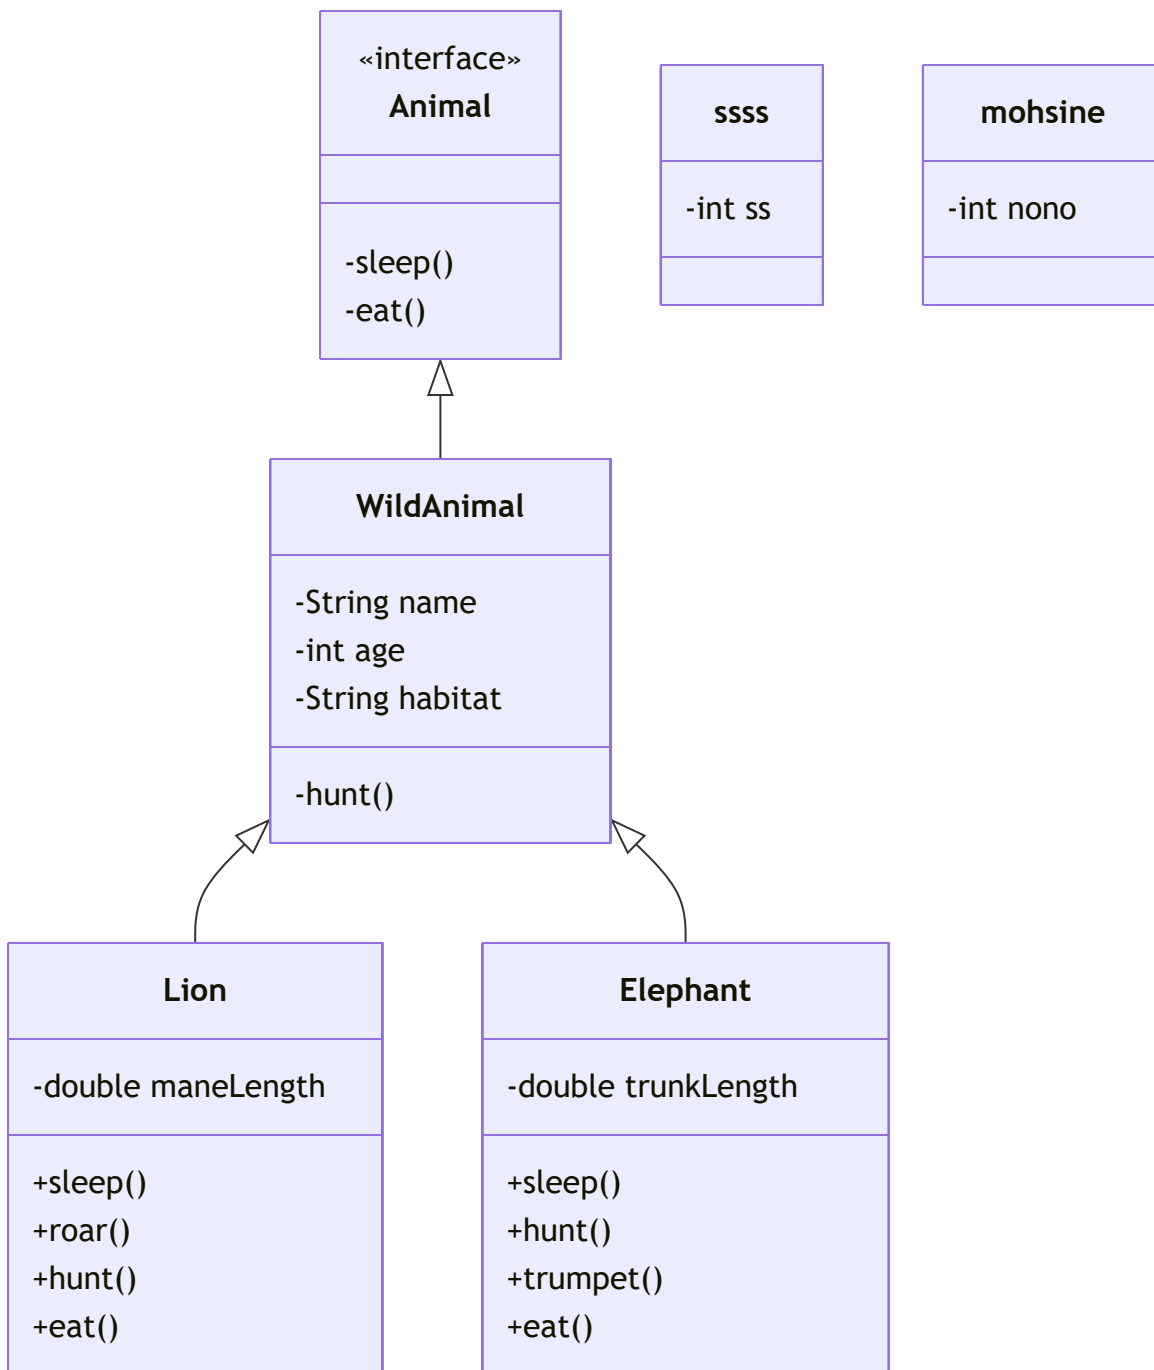 «interface»
Animal
-sleep()
-eat()
ssss
-int ss
mohsine
-int nono
WildAnimal
-String name
-int age
-String habitat
-hunt()
Lion
-double maneLength
+sleep()
+roar()
+hunt()
+eat()
Elephant
-double trunkLength
+sleep()
+hunt()
+trumpet()
+eat()